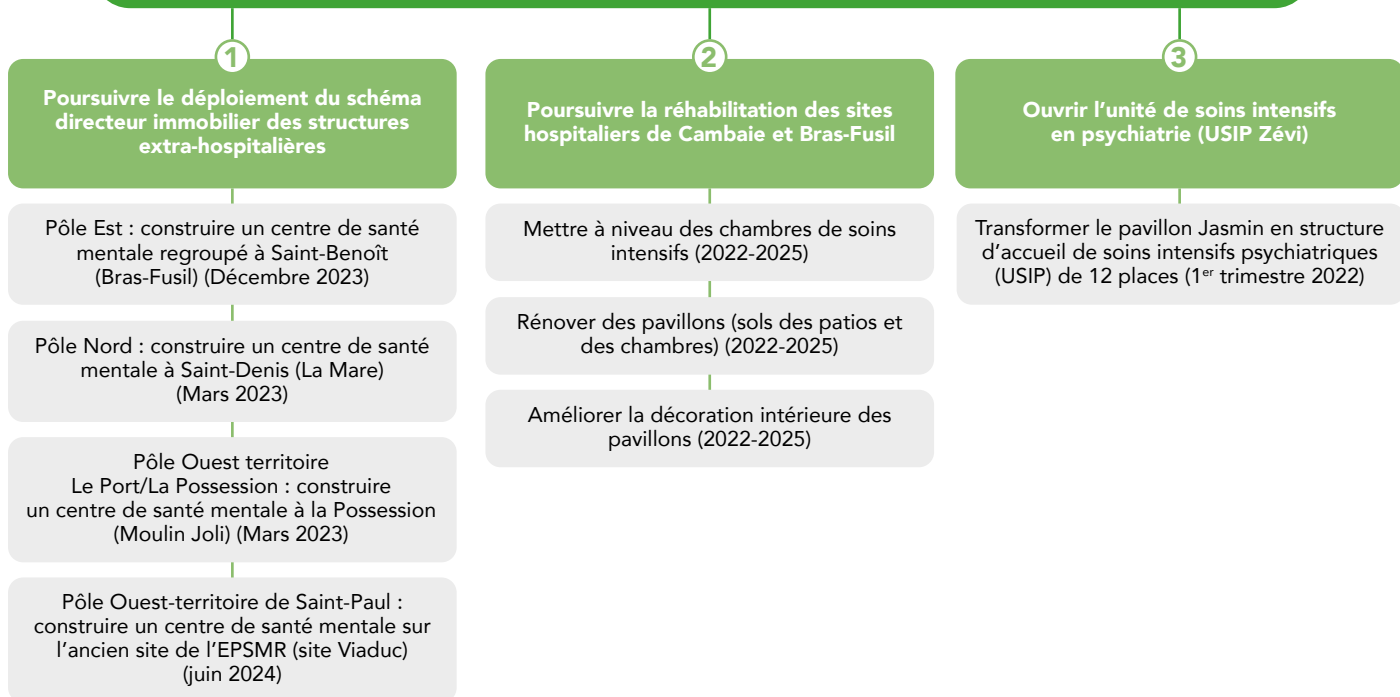 1
Poursuivre le déploiement du schéma
directeur immobilier des structures
extra-hospitalières
Pôle Est : construire un centre de santé
mentale regroupé à Saint-Benoît
(Bras-Fusil) (Décembre 2023)
Pôle Nord : construire un centre de santé
mentale à Saint-Denis (La Mare)
(Mars 2023)
Pôle Ouest territoire
Le Port/La Possession : construire
un centre de santé mentale à la Possession
(Moulin Joli) (Mars 2023)
Pôle Ouest-territoire de Saint-Paul :
construire un centre de santé mentale sur
l’ancien site de l’EPSMR (site Viaduc)
(juin 2024)
2
Poursuivre la réhabilitation des sites
hospitaliers de Cambaie et Bras-Fusil
Mettre à niveau des chambres de soins
intensifs (2022-2025)
Rénover des pavillons (sols des patios et
des chambres) (2022-2025)
Améliorer la décoration intérieure des
pavillons (2022-2025)
3
Ouvrir l’unité de soins intensifs
en psychiatrie (USIP Zévi)
Transformer le pavillon Jasmin en structure
d’accueil de soins intensifs psychiatriques
(USIP) de 12 places (1er trimestre 2022)